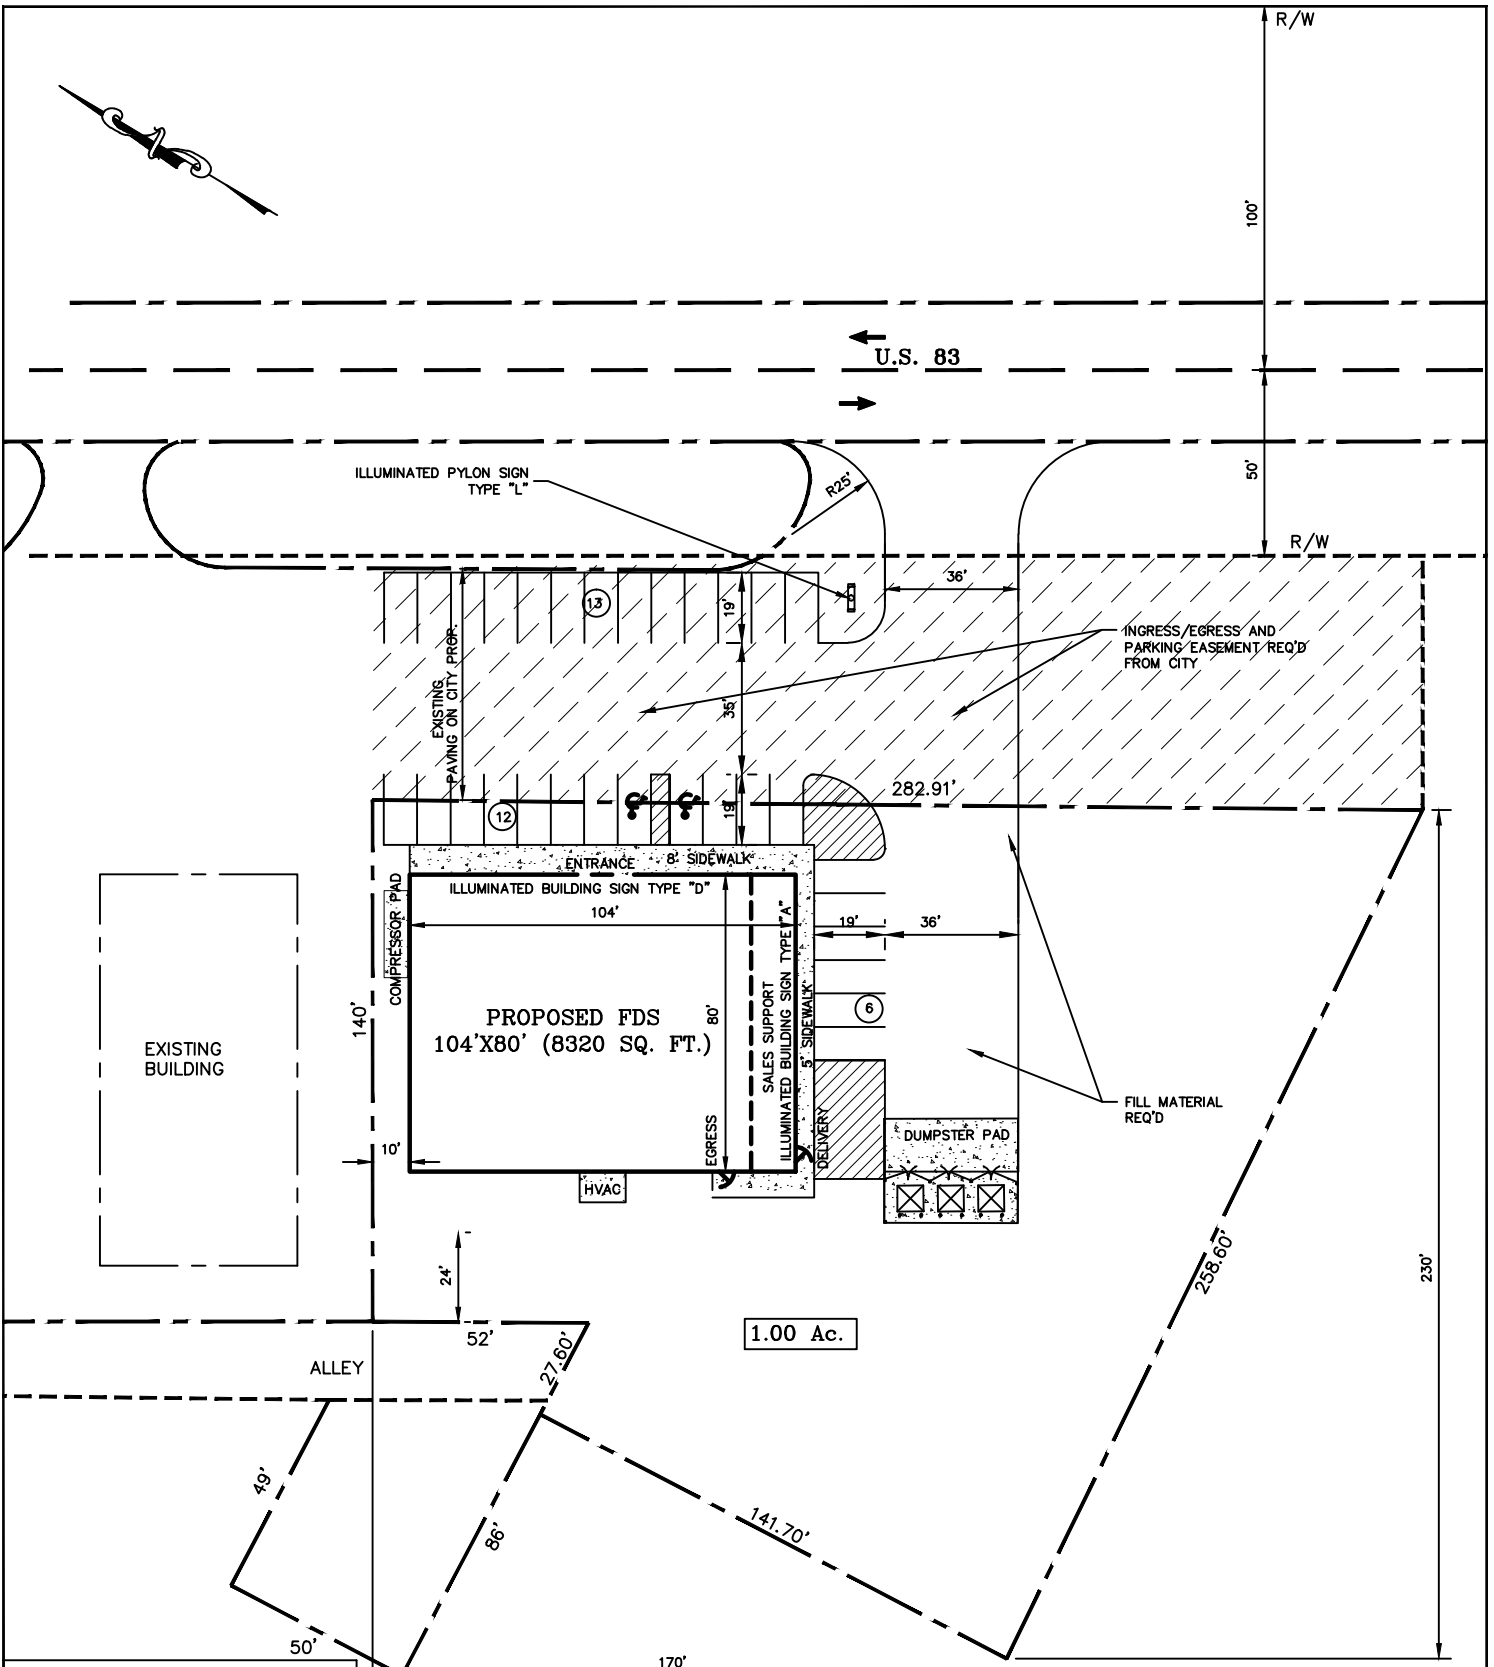 R/W
100'
U.S. 83
50'
ILLUMINATED PYLON SIGN
TYPE "L"
R25'
R/W
36'
13
19'
INGRESS/EGRESS AND
PARKING EASEMENT REQ'D
FROM CITY
EXISTING
PAVING ON CITY PROP.
35'
282.91'
12
19'
ENTRANCE
8' SIDEWALK
ILLUMINATED BUILDING SIGN TYPE "D"
COMPRESSOR PAD
104'
19'
36'
140'
PROPOSED FDS
104'X80' (8320 SQ. FT.)
80'
SALES SUPPORT
ILLUMINATED BUILDING SIGN TYPE "A"
5' SIDEWALK
6
EXISTING
BUILDING
FILL MATERIAL
REQ'D
EGRESS
DELIVERY
DUMPSTER PAD
10'
HVAC
24'
258.60'
230'
52'
1.00 Ac.
27.60'
ALLEY
49'
86'
141.70'
50'
170'